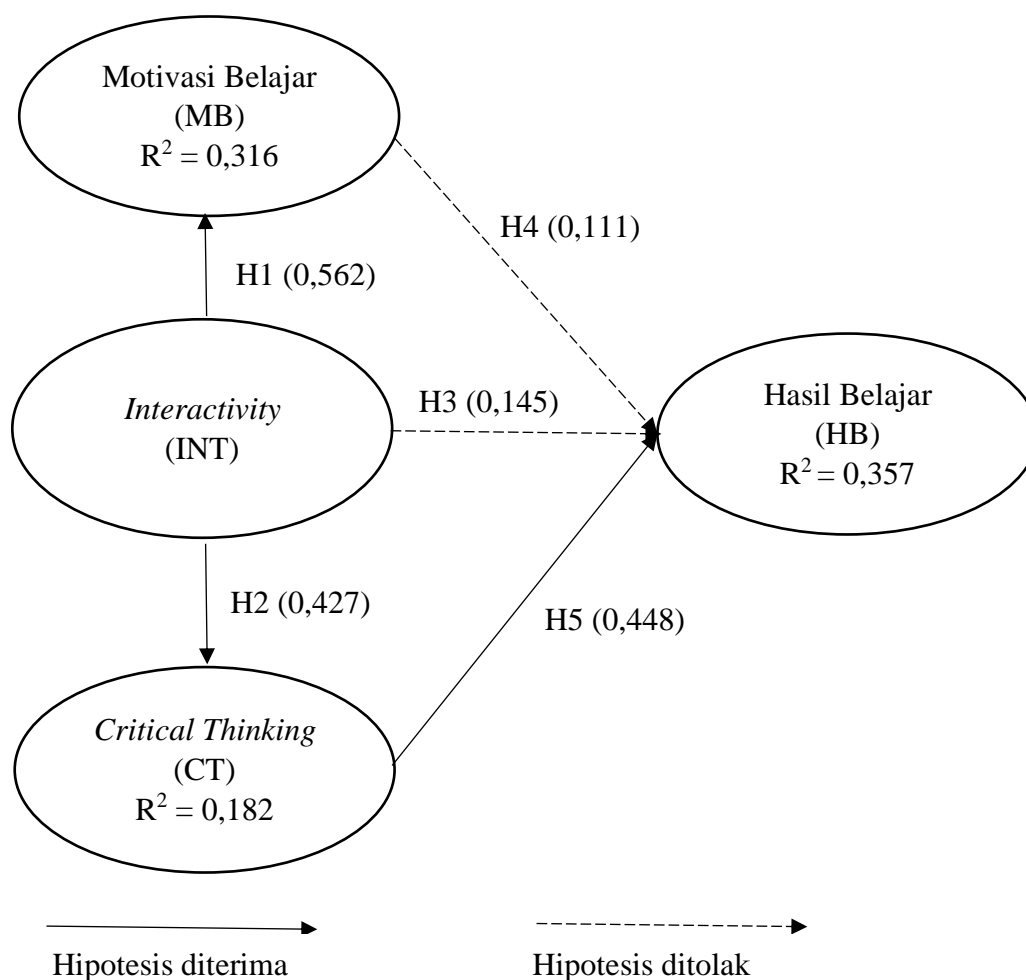 Motivasi Belajar
(MB)
R² = 0,316
H4 (0,111)
H1 (0,562)
Interactivity
(INT)
H3 (0,145)
Hasil Belajar
(HB)
R² = 0,357
H2 (0,427)
H5 (0,448)
Critical Thinking
(CT)
R² = 0,182
Hipotesis diterima
Hipotesis ditolak